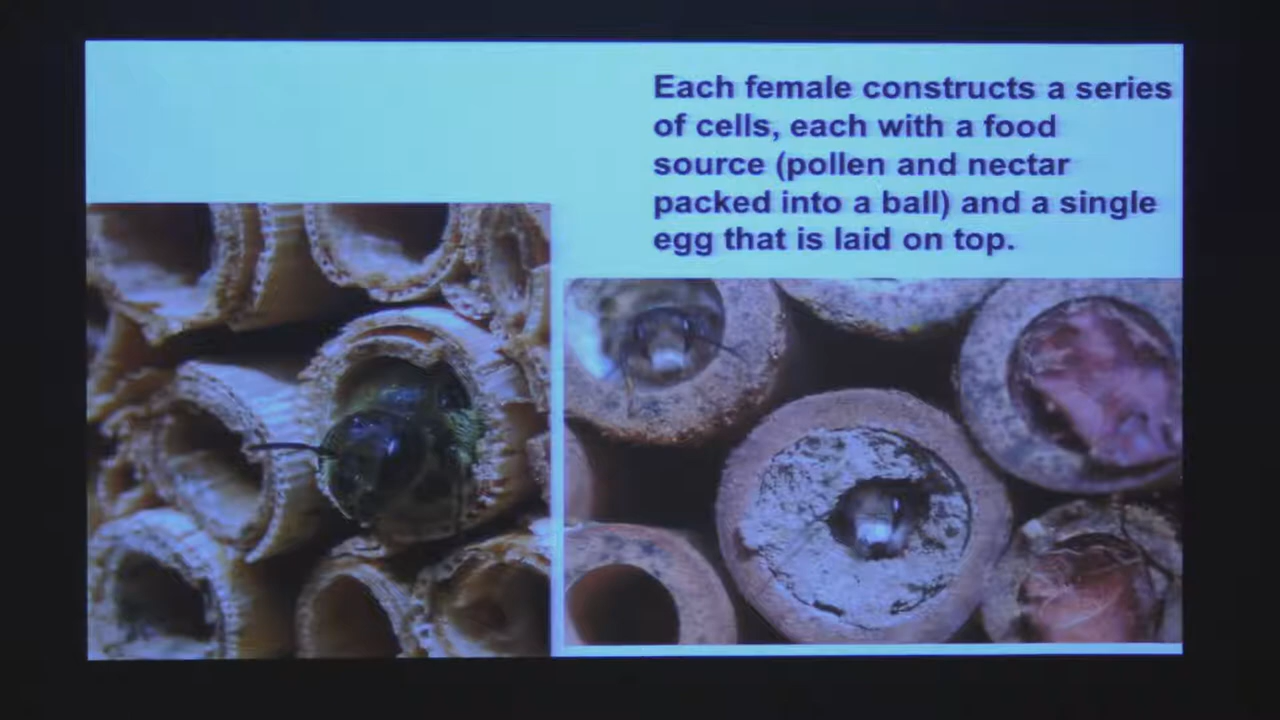 Each female constructs a series
of cells, each with a food
source (pollen and nectar
packed into a ball) and a single
egg that is laid on top.